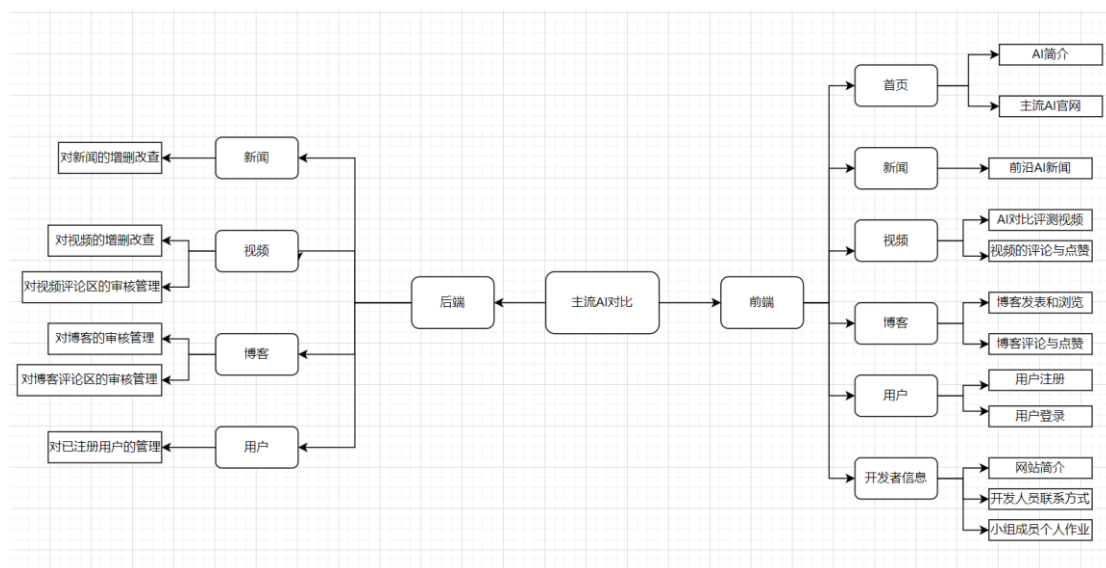 AI简介
首页
主流AI官网
对新闻的增删改查
新闻
新闻
前沿AI新闻
AI对比评测视频
对视频的增删改查
视频
视频
视频的评论与点赞
对视频评论区的审核管理
后端
主流AI对比
前端
博客发表和浏览
博客
对博客的审核管理
博客评论与点赞
博客
对博客评论区的审核管理
用户注册
用户
用户登录
对已注册用户的管理
用户
网站简介
开发者信息
开发人员联系方式
小组成员个人作业